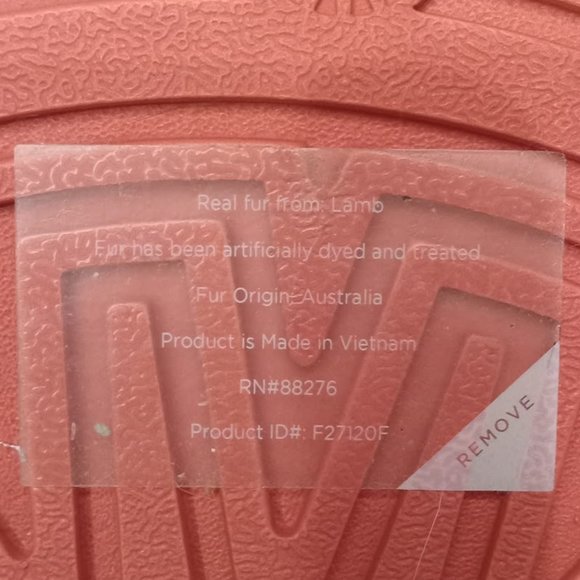 Real fur from: Lamb
Fur has been artificially dyed and treated
Fur Origin: Australia
Product is Made in Vietnam
RN#88276
Product ID#: F27120F
REMOVE